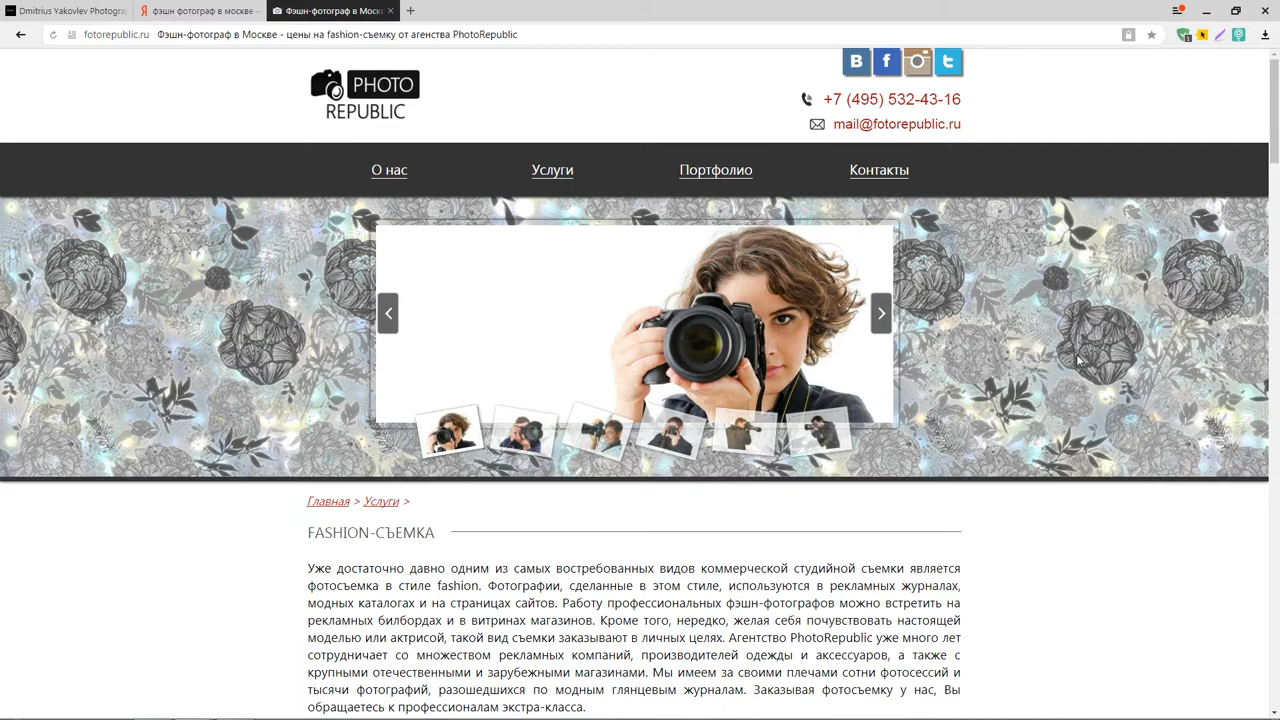 Dmitrius Yakovlev Photogra
фэшн фотограф в москве —
Фэшн-фотограф в Моск
fotorepublic.ru Фэшн-фотограф в Москве - цены на fashion-съемку от агенства PhotoRepublic
B f t
PHOTO
REPUBLIC
+7 (495) 532-43-16
mail@fotorepublic.ru
О нас Услуги Портфолио Контакты
Главная > Услуги >
FASHION-СЪЕМКА
Уже достаточно давно одним из самых востребованных видов коммерческой студийной съемки является
фотосъемка в стиле fashion. Фотографии, сделанные в этом стиле, используются в рекламных журналах,
модных каталогах и на страницах сайтов. Работу профессиональных фэшн-фотографов можно встретить на
рекламных билбордах и в витринах магазинов. Кроме того, нередко, желая себя почувствовать настоящей
моделью или актрисой, такой вид съемки заказывают в личных целях. Агентство PhotoRepublic уже много лет
сотрудничает со множеством рекламных компаний, производителей одежды и аксессуаров, а также с
крупными отечественными и зарубежными магазинами. Мы имеем за своими плечами сотни фотосессий и
тысячи фотографий, разошедшихся по модным глянцевым журналам. Заказывая фотосъемку у нас, Вы
обращаетесь к профессионалам экстра-класса.